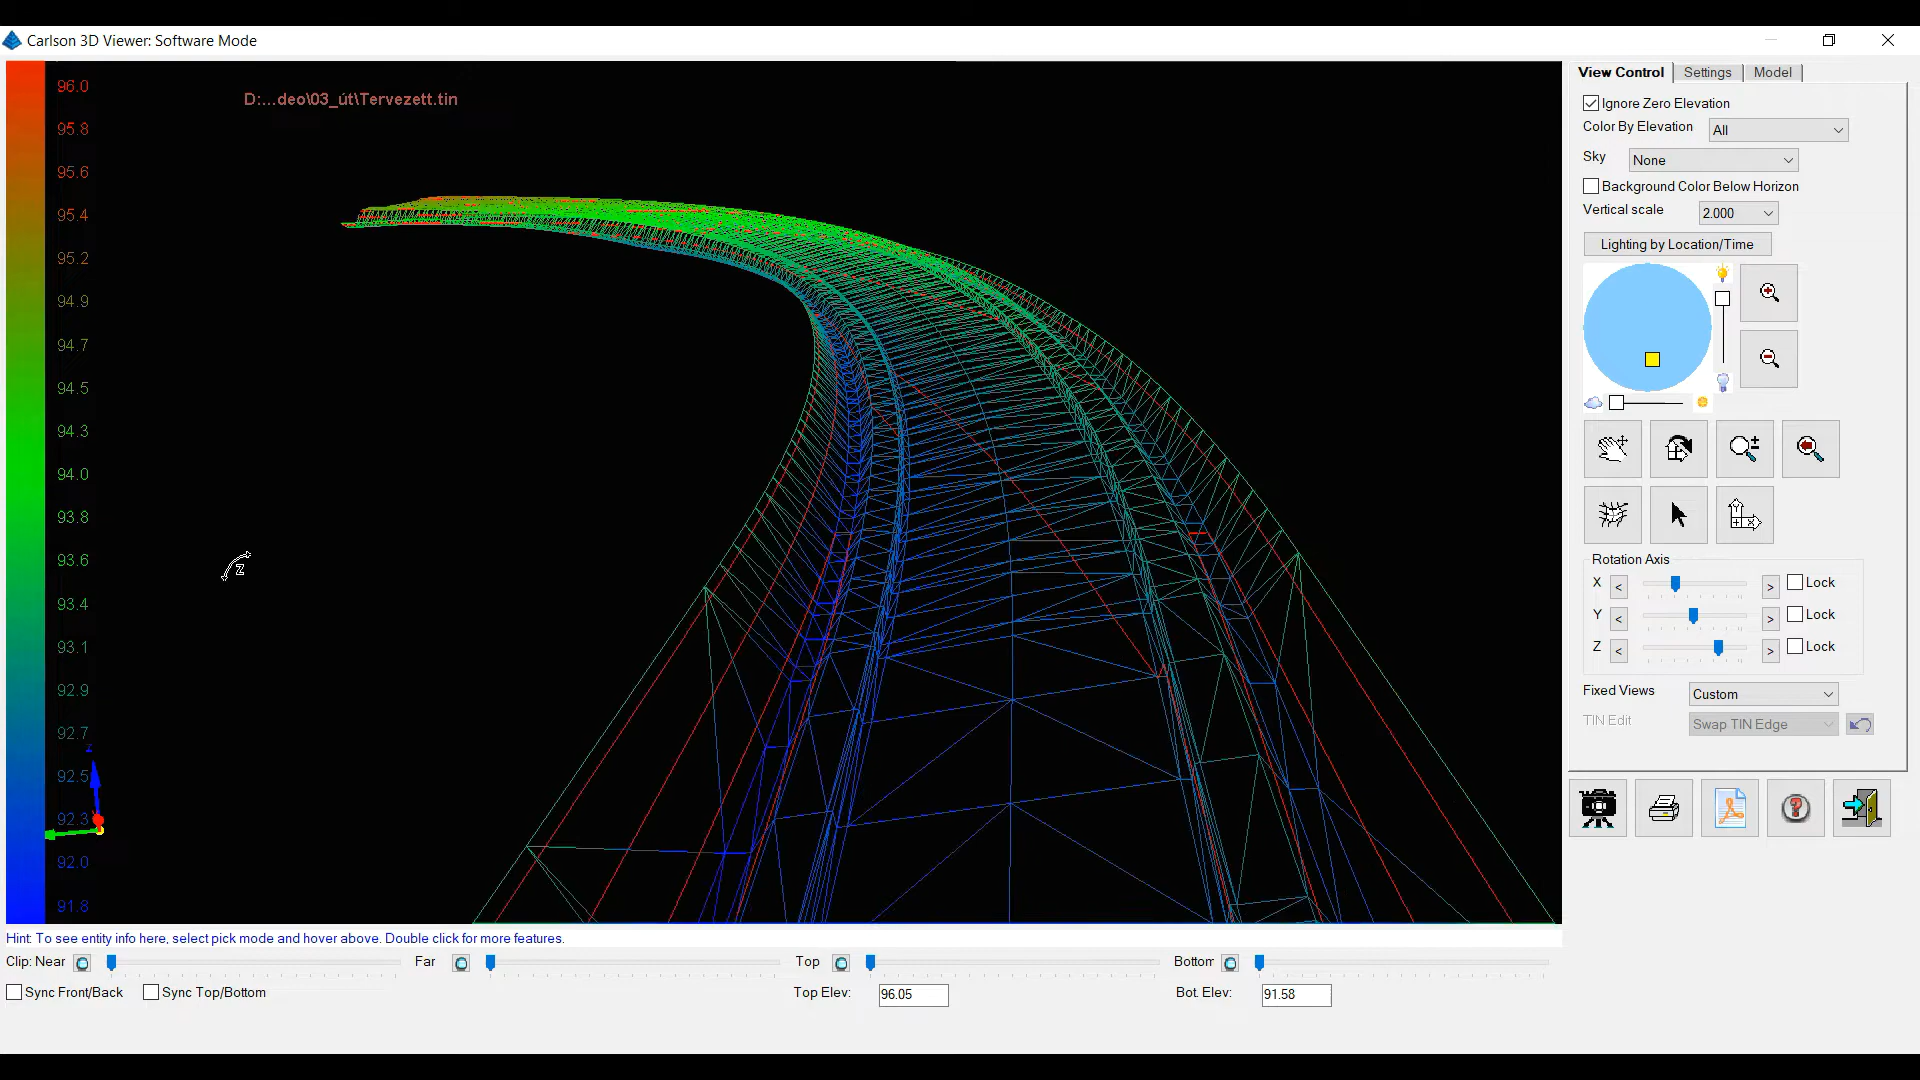 Carlson 3D Viewer: Software Mode
D:...deo\03_út\Tervezett.tin
96.0
95.8
95.6
95.4
95.2
94.9
94.7
94.5
94.3
94.0
93.8
93.6
93.4
93.1
92.9
92.7
92.5
92.3
92.0
91.8
z
Z
View Control Settings Model
Ignore Zero Elevation
Color By Elevation All
Sky None
Background Color Below Horizon
Vertical scale 2.000
Lighting by Location/Time
Rotation Axis
X < > Lock
Y < > Lock
Z < > Lock
Fixed Views Custom
TIN Edit Swap TIN Edge
Hint: To see entity info here, select pick mode and hover above. Double click for more features.
Clip: Near Far Top Bottom
Sync Front/Back Sync Top/Bottom Top Elev: 96.05 Bot. Elev: 91.58